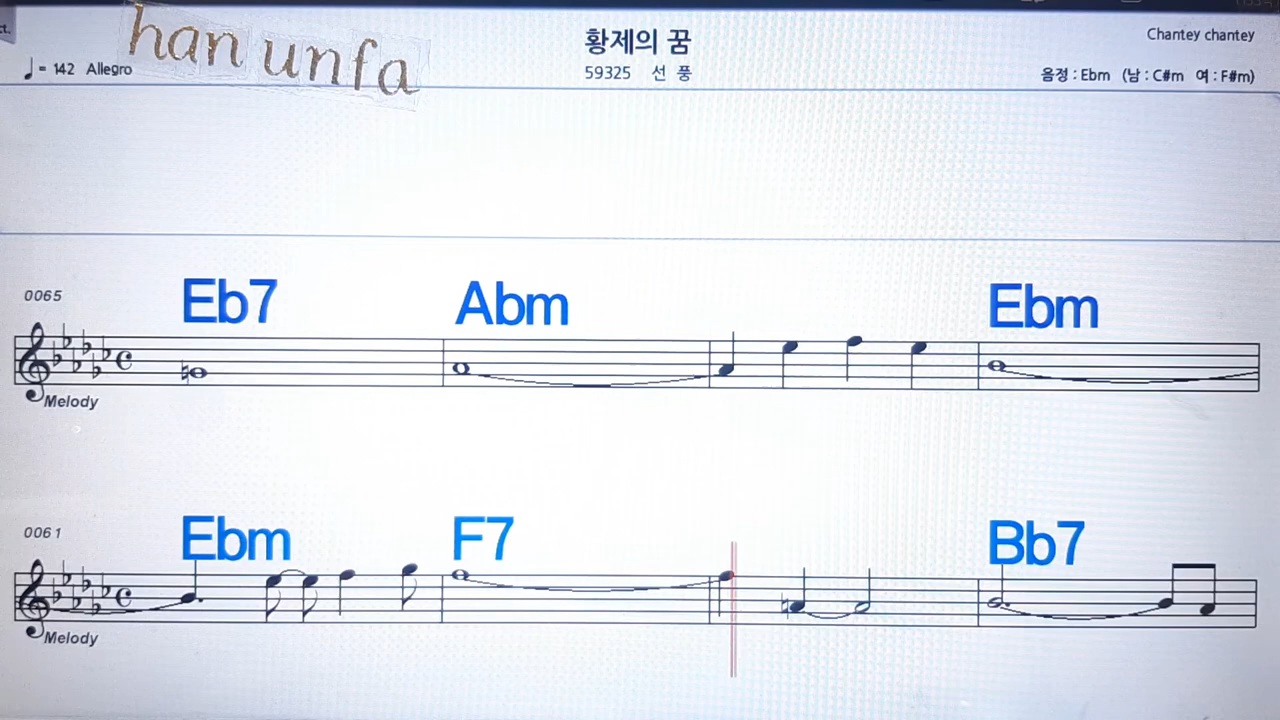 han unfa
황제의 꿈
Chantey chantey
= 142 Allegro
59325 선 풍
음정 : Ebm (남 : C#m 여 : F#m)
0065
Eb7 Abm Ebm
Melody
0061
Ebm F7 Bb7
Melody